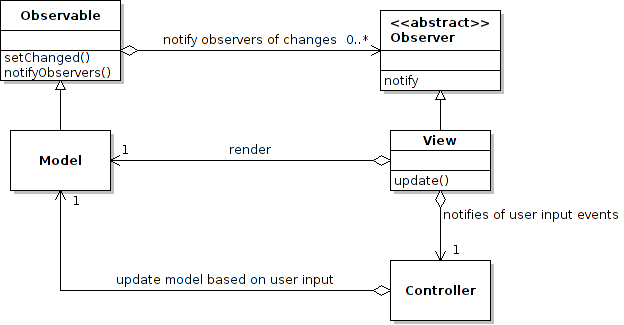 Observable
setChanged()
notifyObservers()
notify observers of changes 0..*
<<abstract>>
Observer
notify
Model
1
render
View
update()
1
notifies of user input events
1
update model based on user input
Controller